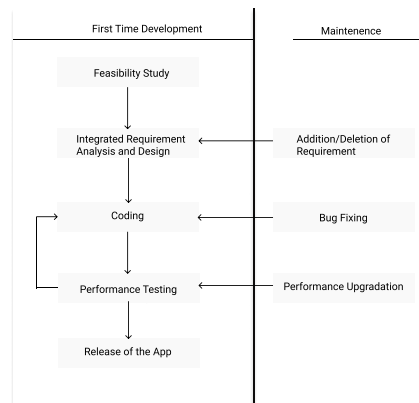 First Time Development
Maintenence
Feasibility Study
Integrated Requirement
Analysis and Design
Addition/Deletion of
Requirement
Coding
Bug Fixing
Performance Testing
Performance Upgradation
Release of the App